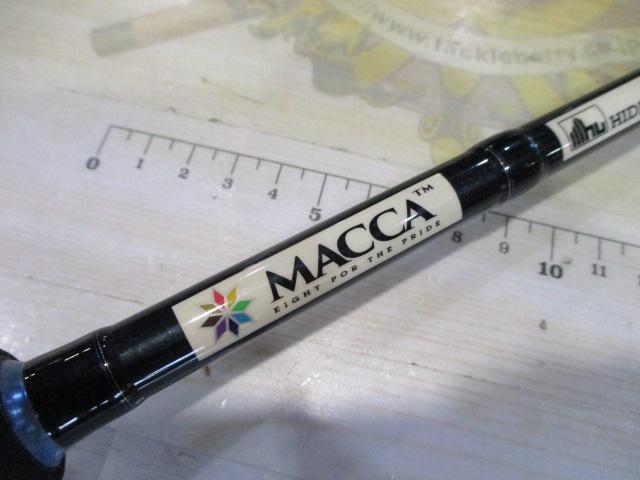 www.tackleberry.co.jp
HID
MACCA™
EIGHT FOR THE PRIDE
0 1 2 3 4 5 8 9 10 11